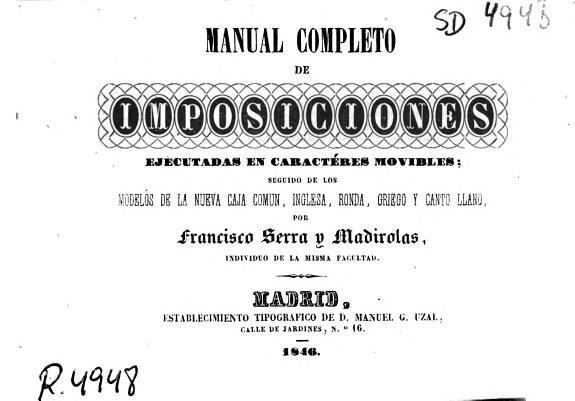 SD 4948
MANUAL COMPLETO
DE
IMPOSICIONES
EJECUTADAS EN CARACTÉRES MOVIBLES;
SEGUIDO DE LOS
MODELOS DE LA NUEVA CAJA COMUN, INGLESA, RONDA, GRIEGO Y CANTO LLANO,
POR
Francisco Serra y Madirolas,
INDIVIDUO DE LA MISMA FACULTAD.
MADRID,
ESTABLECIMIENTO TIPOGRAFICO DE D. MANUEL G. UZAL,
CALLE DE JARDINES, N.º 16.
1846.
R.4948